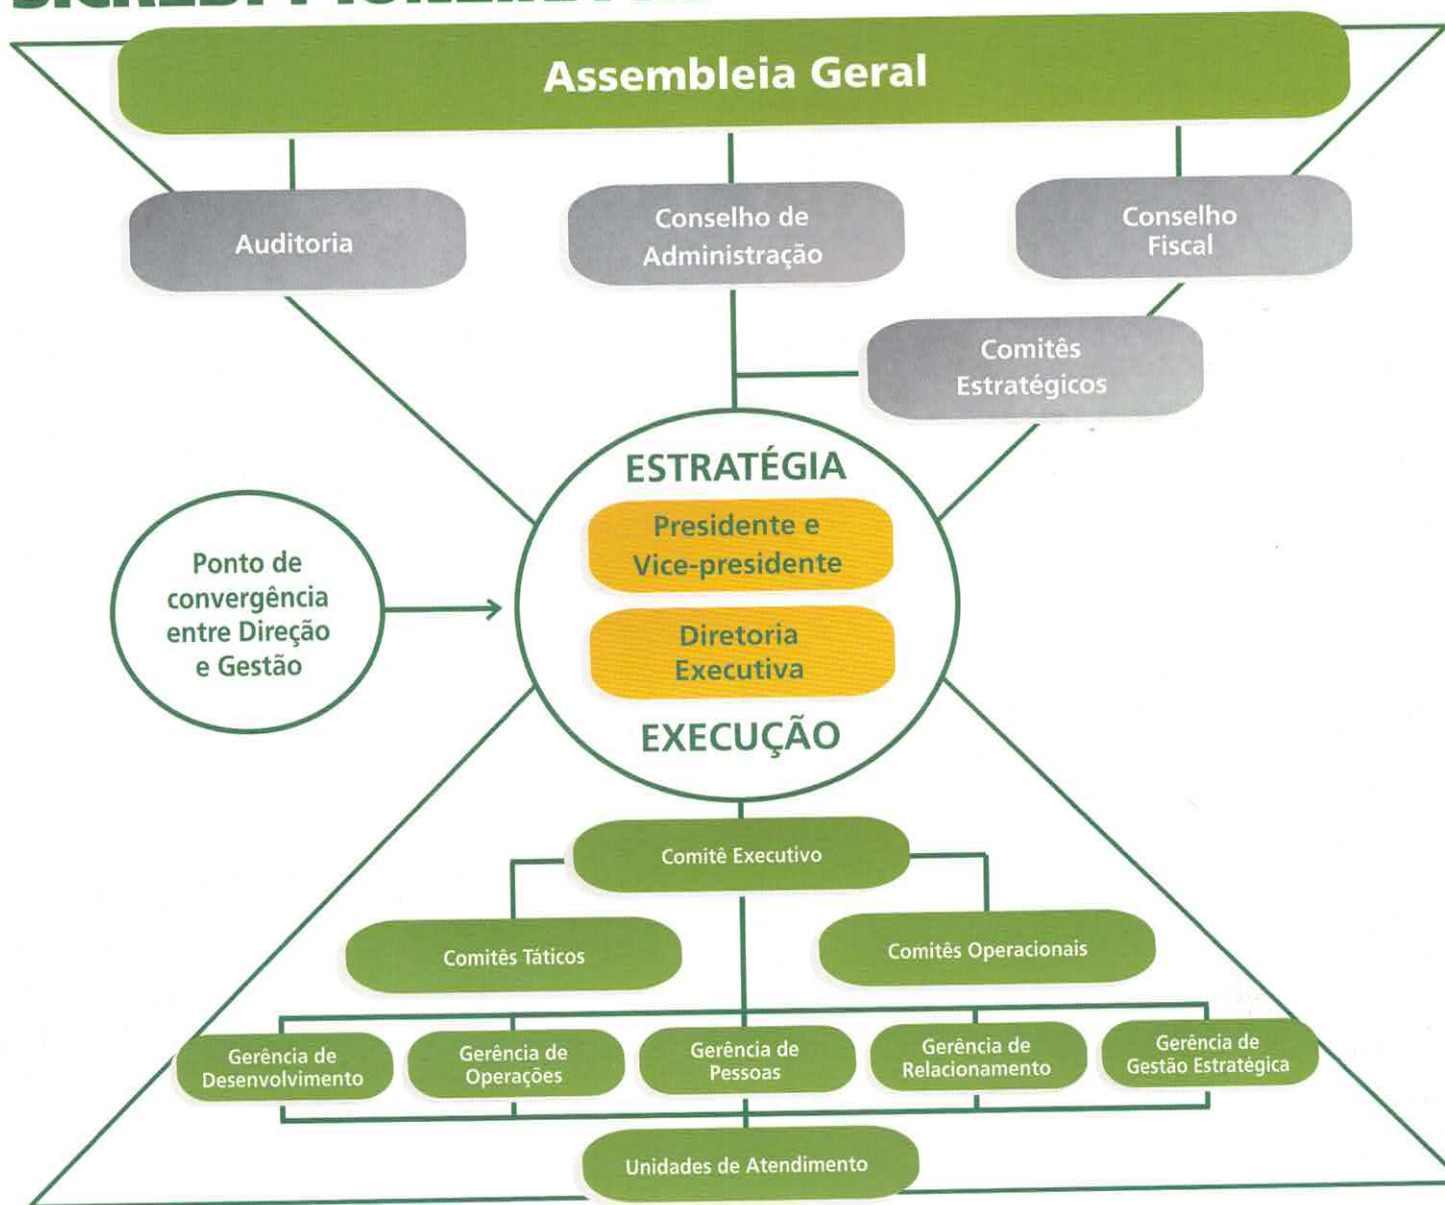 Assembleia Geral
Auditoria
Conselho de
Administração
Conselho
Fiscal
Comitês
Estratégicos
ESTRATÉGIA
Presidente e
Vice-presidente
Diretoria
Executiva
EXECUÇÃO
Ponto de
convergência
entre Direção
e Gestão
Comitê Executivo
Comitês Táticos
Comitês Operacionais
Gerência de
Desenvolvimento
Gerência de
Operações
Gerência de
Pessoas
Gerência de
Relacionamento
Gerência de
Gestão Estratégica
Unidades de Atendimento